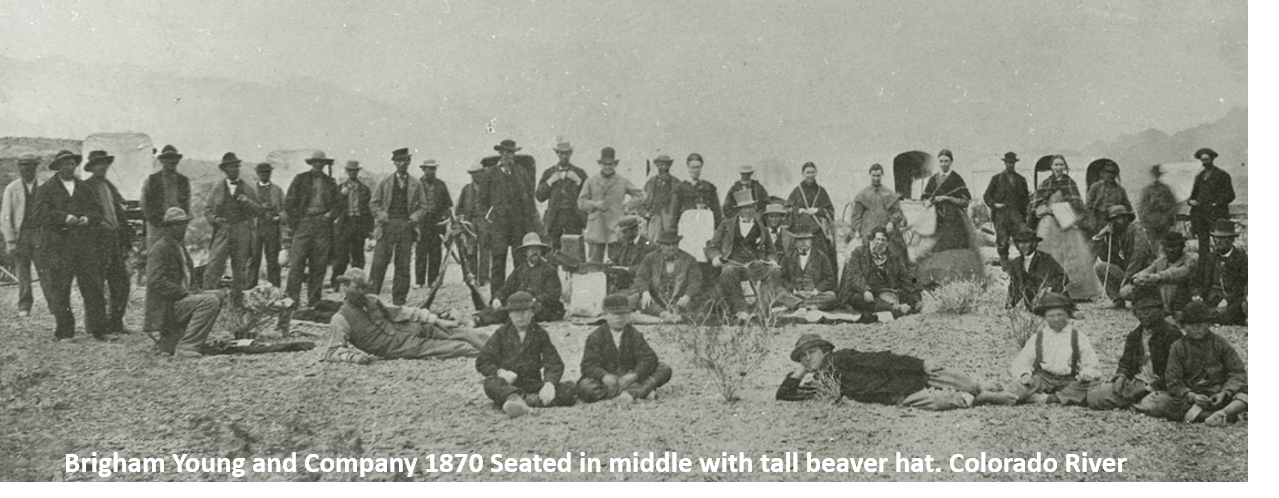 Brigham Young and Company 1870 Seated in middle with tall beaver hat. Colorado River